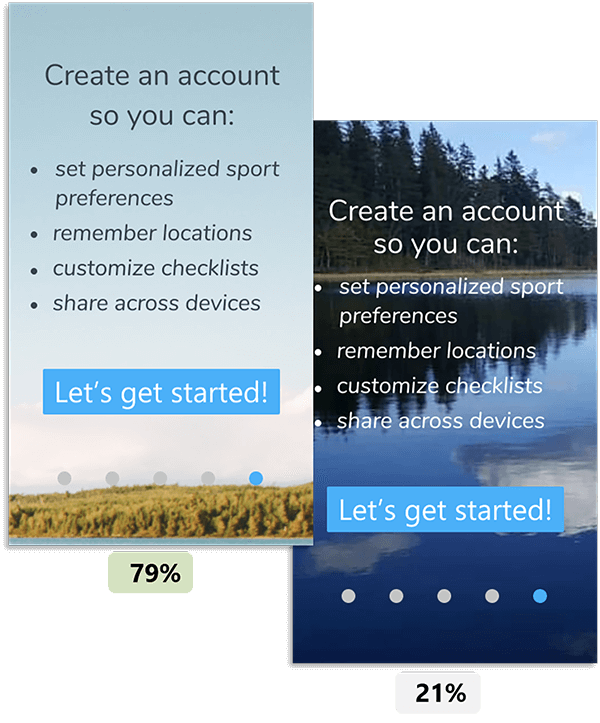 Create an account
so you can:
• set personalized sport
preferences
• remember locations
• customize checklists
• share across devices
Let's get started!
79%
Create an account
so you can:
• set personalized sport
preferences
• remember locations
• customize checklists
• share across devices
Let's get started!
21%